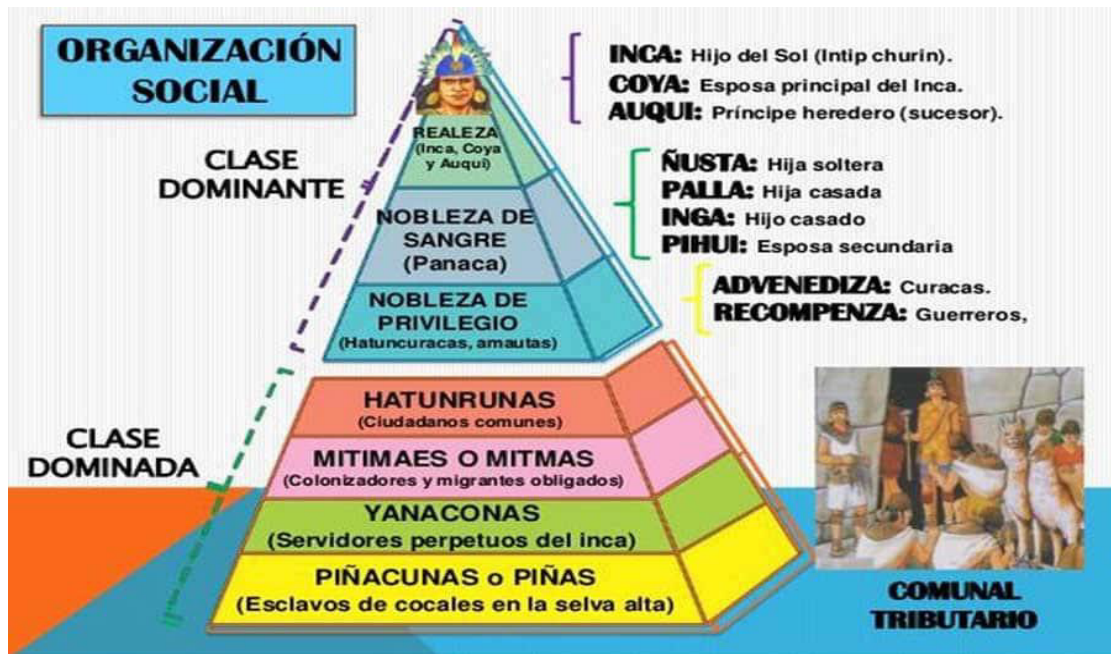 ORGANIZACIÓN
SOCIAL
CLASE
DOMINANTE
REALEZA
(Inca, Coya
y Auqui)
NOBLEZA DE
SANGRE
(Panaca)
NOBLEZA DE
PRIVILEGIO
(Hatuncuracas, amautas)
INCA: Hijo del Sol (Intip churin).
COYA: Esposa principal del Inca.
AUQUI: Príncipe heredero (sucesor).
ÑUSTA: Hija soltera
PALLA: Hija casada
INGA: Hijo casado
PIHUI: Esposa secundaria
ADVENEDIZA: Curacas.
RECOMPENZA: Guerreros,
CLASE
DOMINADA
HATUNRUNAS
(Ciudadanos comunes)
MITIMAES O MITMAS
(Colonizadores y migrantes obligados)
YANACONAS
(Servidores perpetuos del inca)
PIÑACUNAS o PIÑAS
(Esclavos de cocales en la selva alta)
COMUNAL
TRIBUTARIO